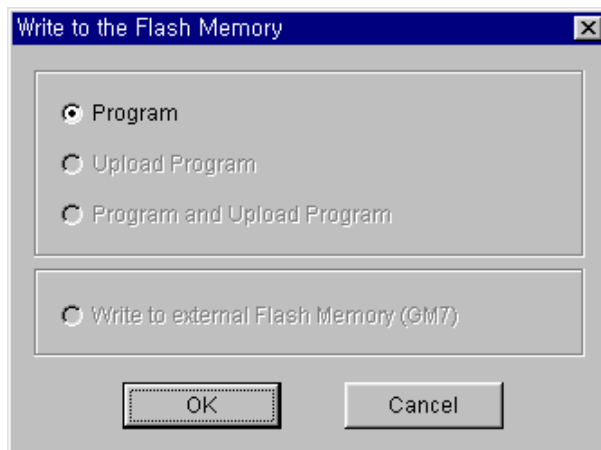 Write to the Flash Memory
Program
Upload Program
Program and Upload Program
Write to external Flash Memory (GM7)
OK Cancel